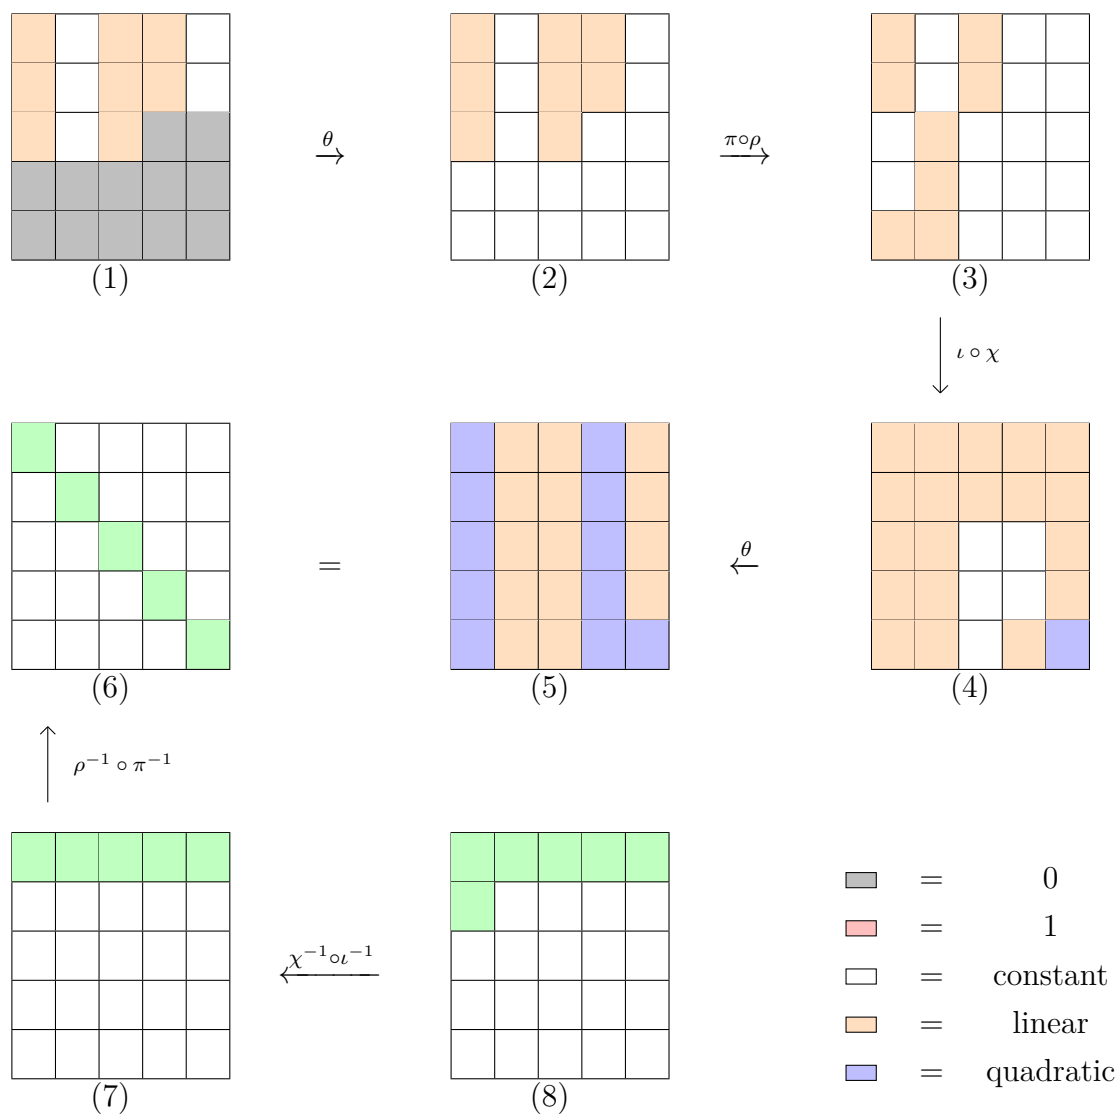 θ
π∘ρ
(1)
(2)
(3)
ι ∘ χ
=
θ
(6)
(5)
(4)
ρ⁻¹ ∘ π⁻¹
χ⁻¹∘ι⁻¹
(7)
(8)
= 0
= 1
= constant
= linear
= quadratic